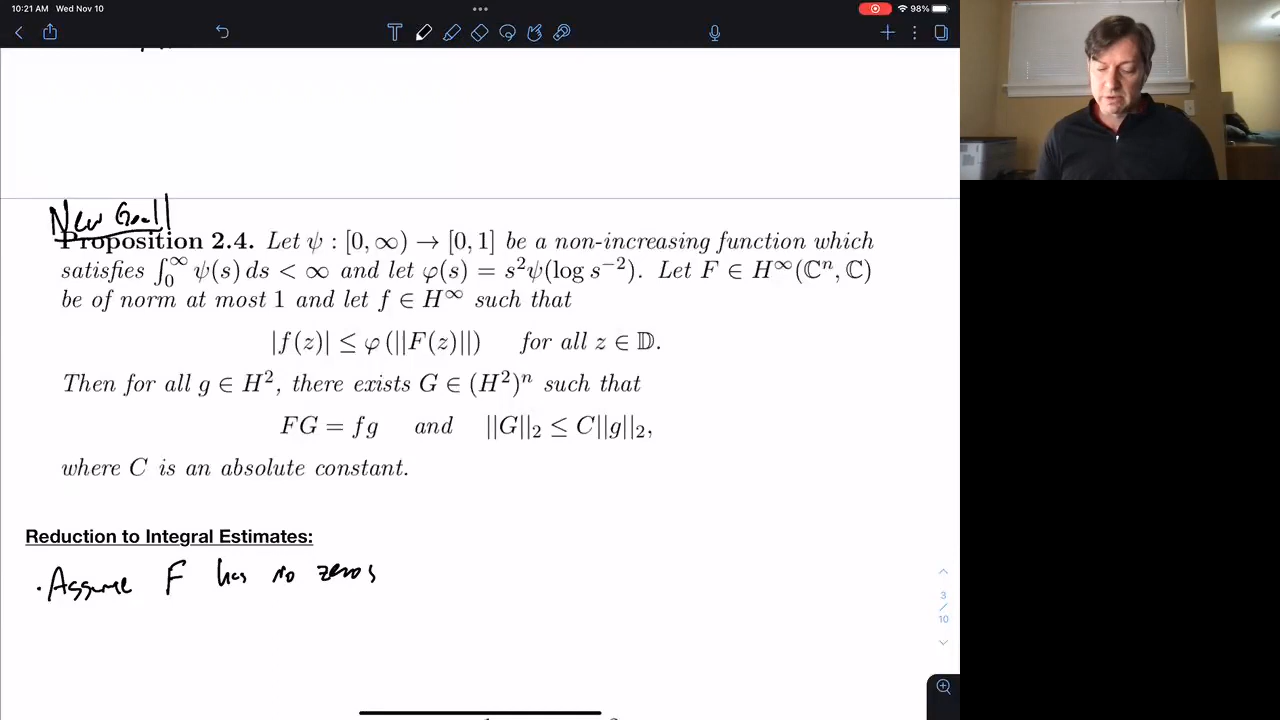 10:21 AM Wed Nov 10
98%
New Goal!
Proposition 2.4. Let ψ : [0, ∞) → [0, 1] be a non-increasing function which
satisfies ∫₀^∞ ψ(s) ds < ∞ and let φ(s) = s²ψ(log s⁻²). Let F ∈ H^∞(ℂⁿ, ℂ)
be of norm at most 1 and let f ∈ H^∞ such that
|f(z)| ≤ φ (||F(z)||) for all z ∈ 𝔻.
Then for all g ∈ H², there exists G ∈ (H²)ⁿ such that
FG = fg and ||G||₂ ≤ C||g||₂,
where C is an absolute constant.
Reduction to Integral Estimates:
· Assume F has no zeros
3
/
10